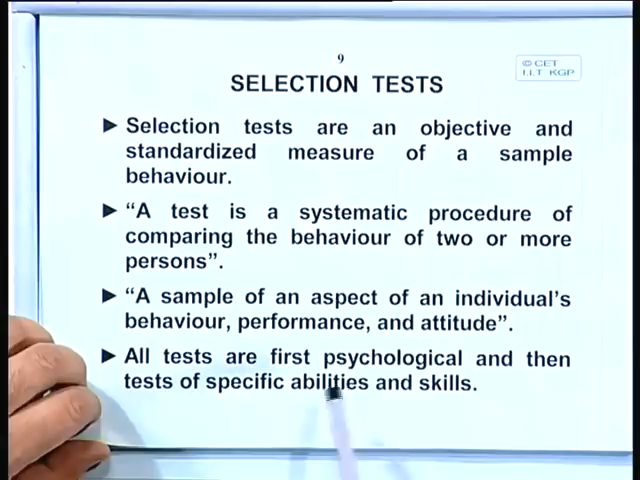 9
© CET
I.I.T KGP
SELECTION TESTS
► Selection tests are an objective and
standardized measure of a sample
behaviour.
► “A test is a systematic procedure of
comparing the behaviour of two or more
persons”.
► “A sample of an aspect of an individual’s
behaviour, performance, and attitude”.
► All tests are first psychological and then
tests of specific abilities and skills.